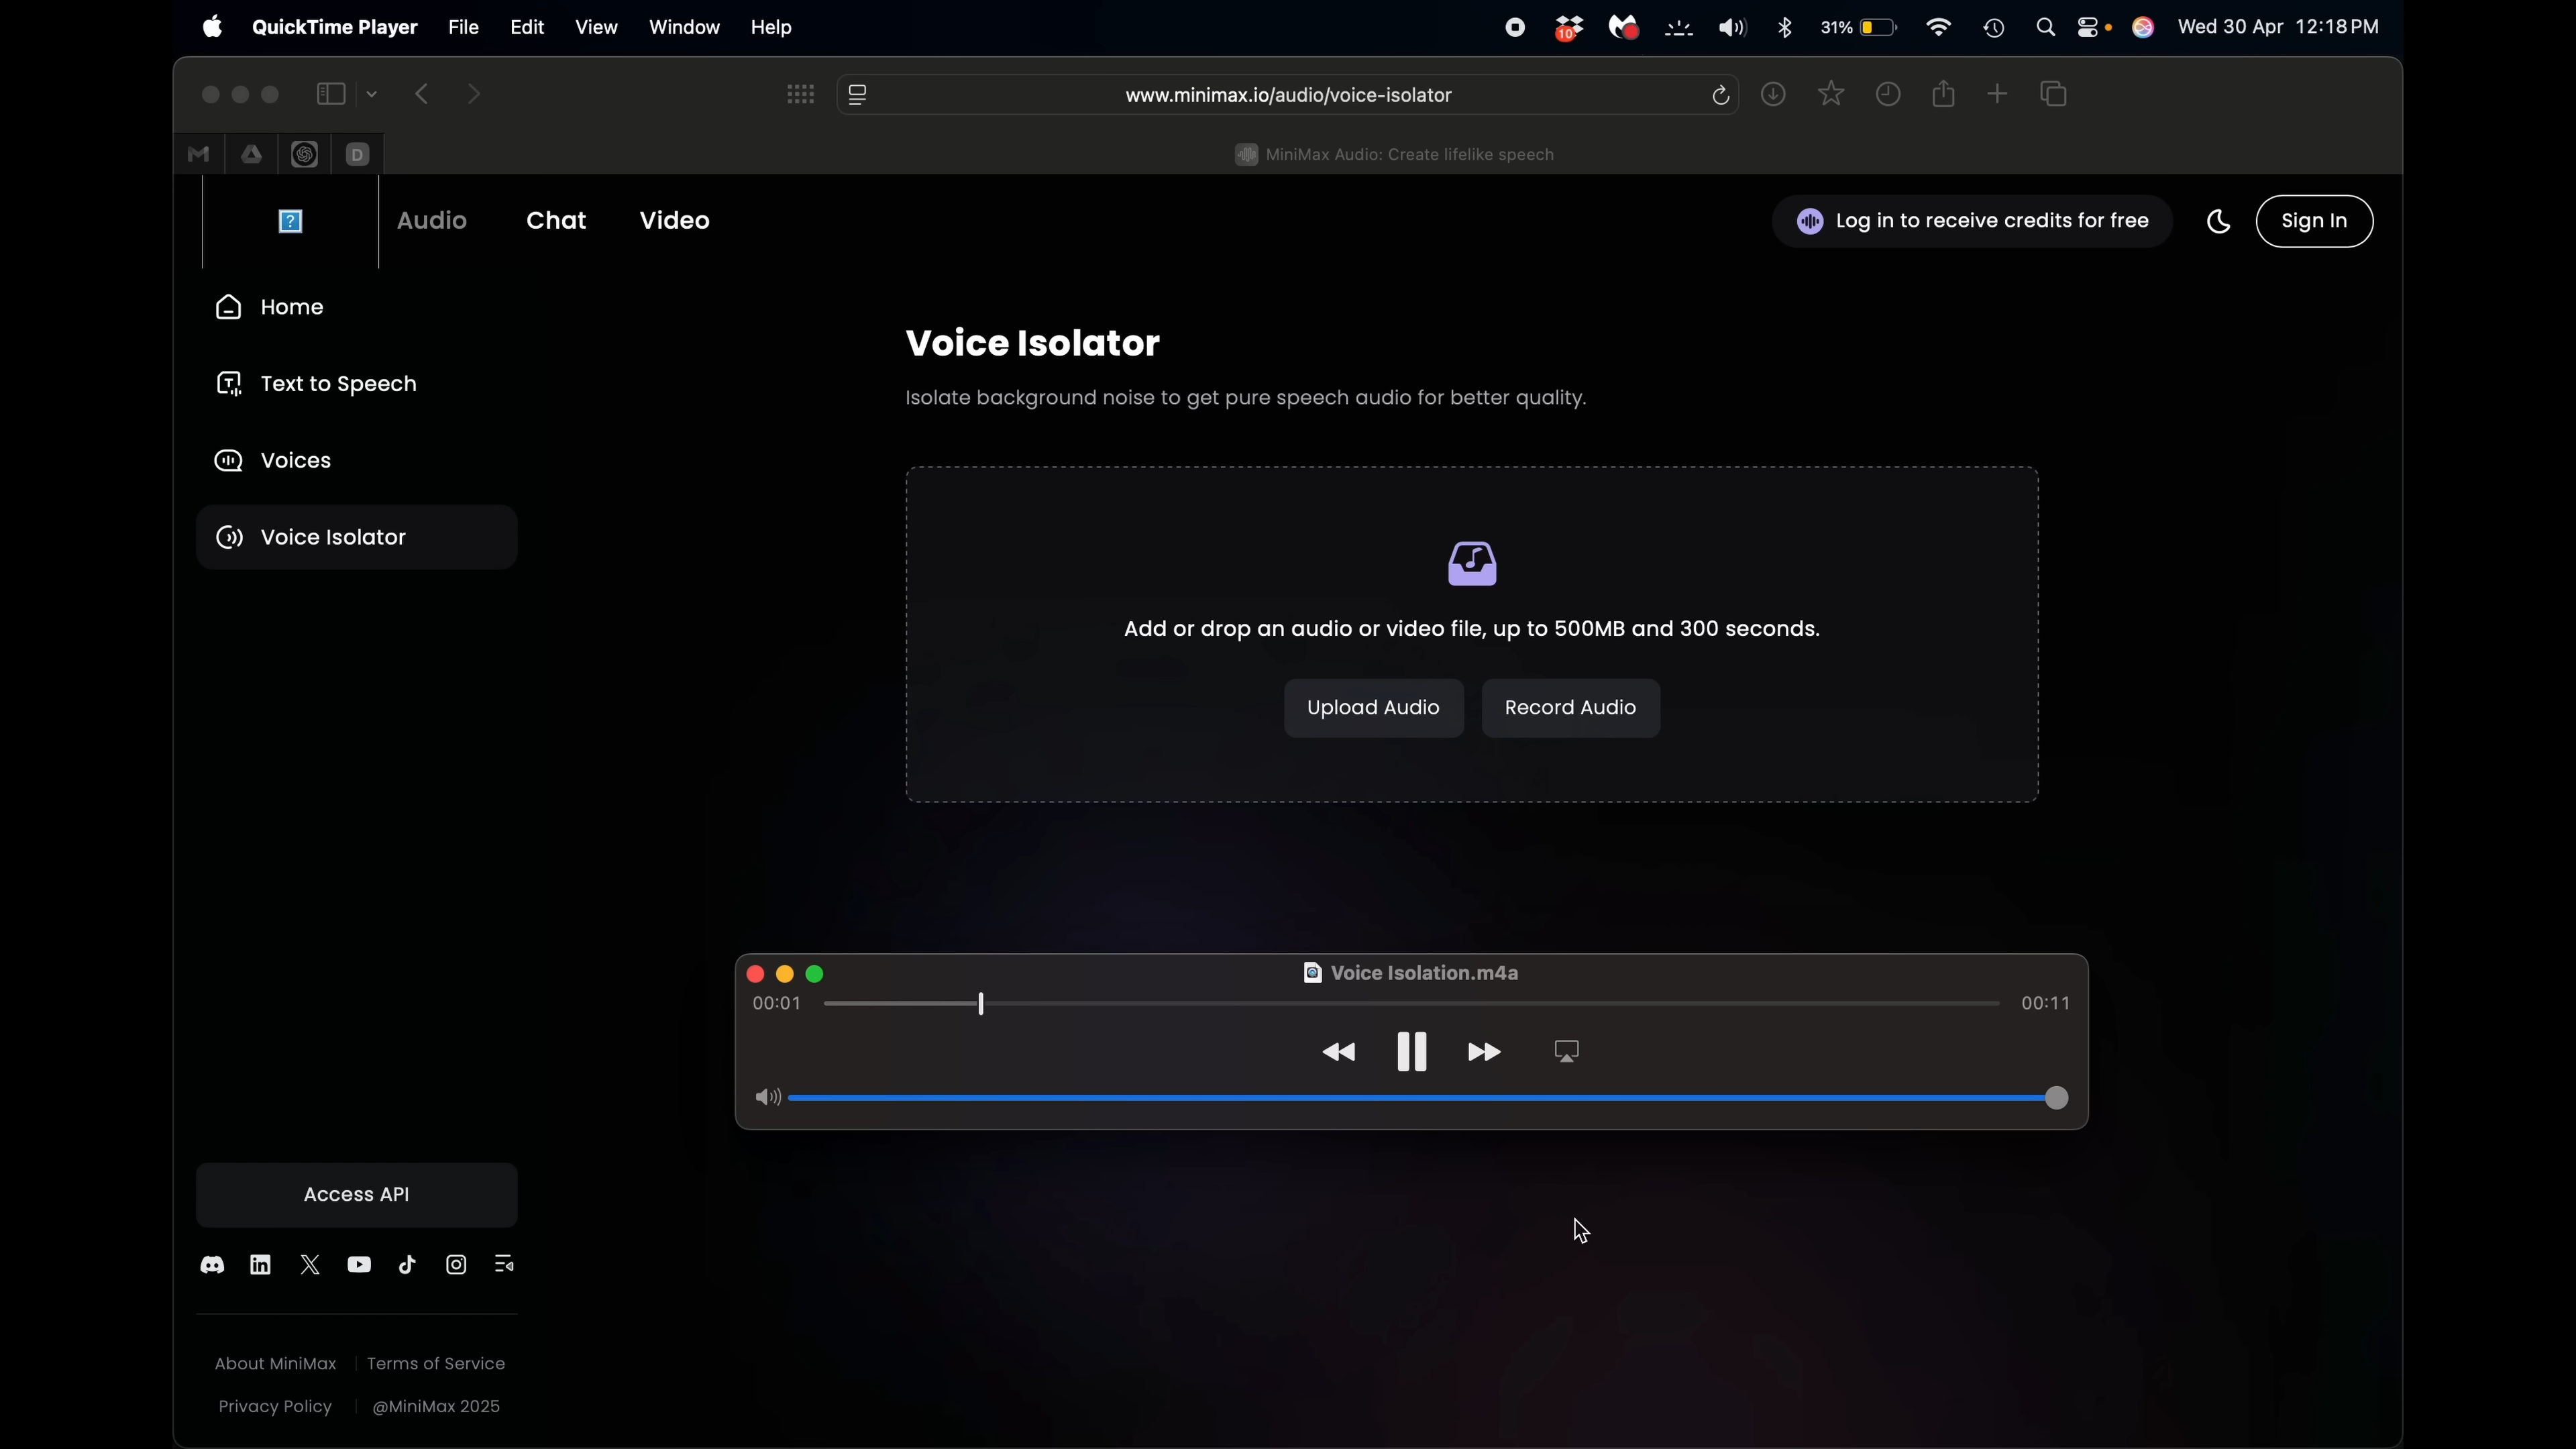 QuickTime Player File Edit View Window Help 10 31% Wed 30 Apr 12:18 PM
www.minimax.io/audio/voice-isolator
D MiniMax Audio: Create lifelike speech
? Audio Chat Video Log in to receive credits for free Sign In
Home
Text to Speech
Voices
Voice Isolator
Voice Isolator
Isolate background noise to get pure speech audio for better quality.
Add or drop an audio or video file, up to 500MB and 300 seconds.
Upload Audio Record Audio
Voice Isolation.m4a
00:01 00:11
Access API
About MiniMax Terms of Service
Privacy Policy @MiniMax 2025